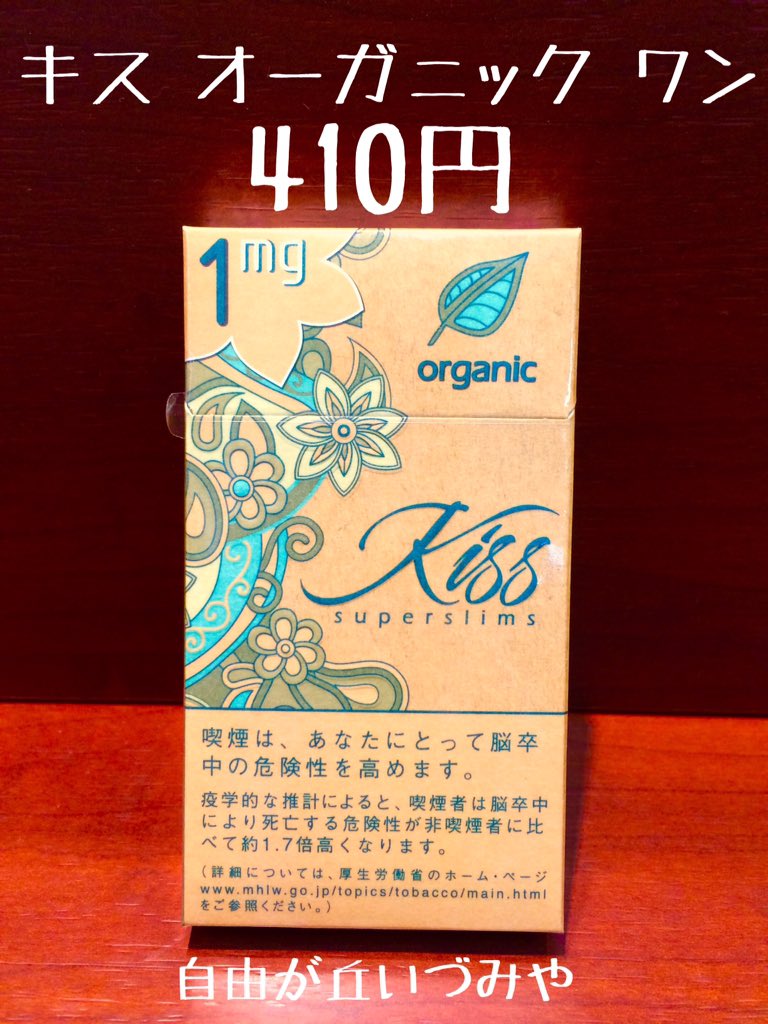 キス オーガニック ワン
410円
1mg
organic
Kiss
superslims
喫煙は、あなたにとって脳卒
中の危険性を高めます。
疫学的な推計によると、喫煙者は脳卒中
により死亡する危険性が非喫煙者に比
べて約1.7倍高くなります。
(詳細については、厚生労働省のホーム・ページ
www.mhlw.go.jp/topics/tobacco/main.html
をご参照ください。)
自由が丘いづみや